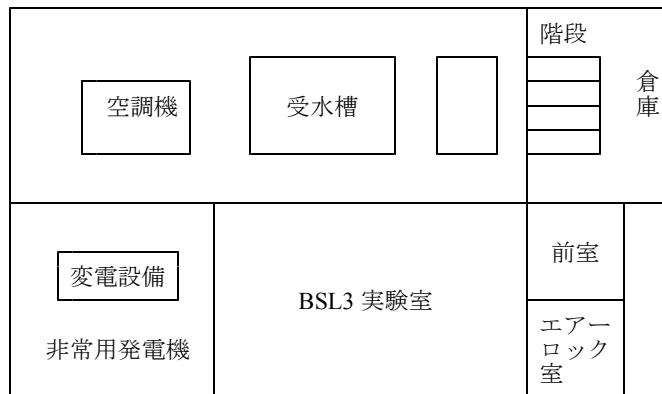 階段
倉庫
空調機
受水槽
前室
変電設備
BSL3 実験室
非常用発電機
エアー
ロック
室